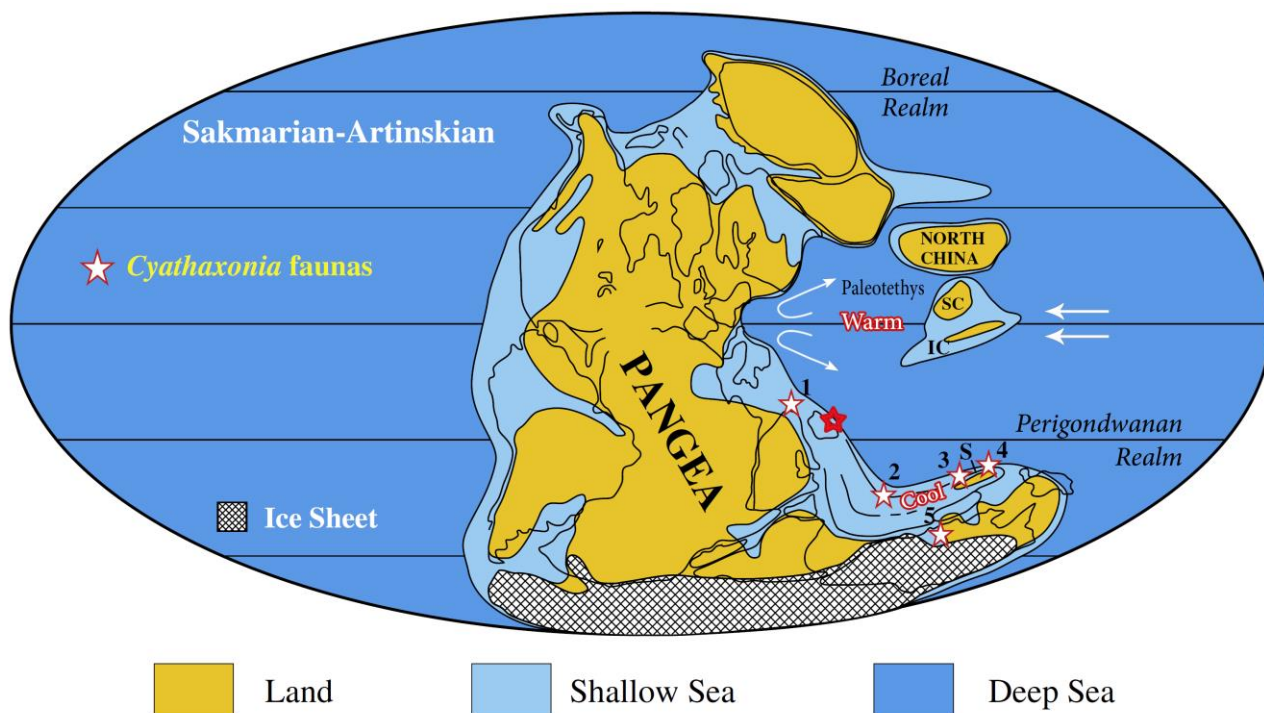 Boreal
Realm
Sakmarian-Artinskian
NORTH
CHINA
Cyathaxonia faunas
Paleotethys
SC
Warm
IC
PANGEA
1
Perigondwanan
Realm
2
3
S
4
Cool
5
Ice Sheet
Land
Shallow Sea
Deep Sea